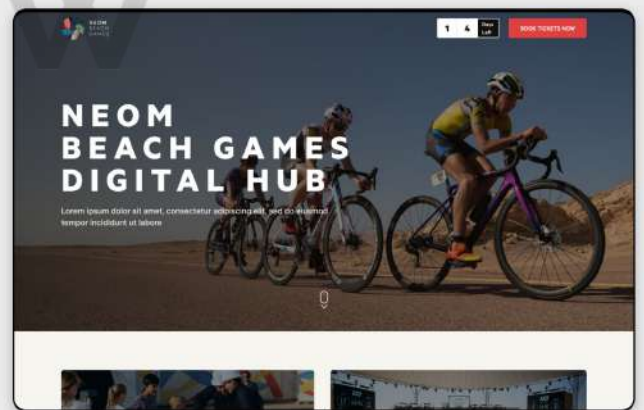 NEOM
BEACH
GAMES
1 4 Days
Left
BOOK TICKETS NOW
NEOM
BEACH GAMES
DIGITAL HUB
Lorem ipsum dolor sit amet, consectetur adipiscing elit, sed do eiusmod
tempor incididunt ut labore